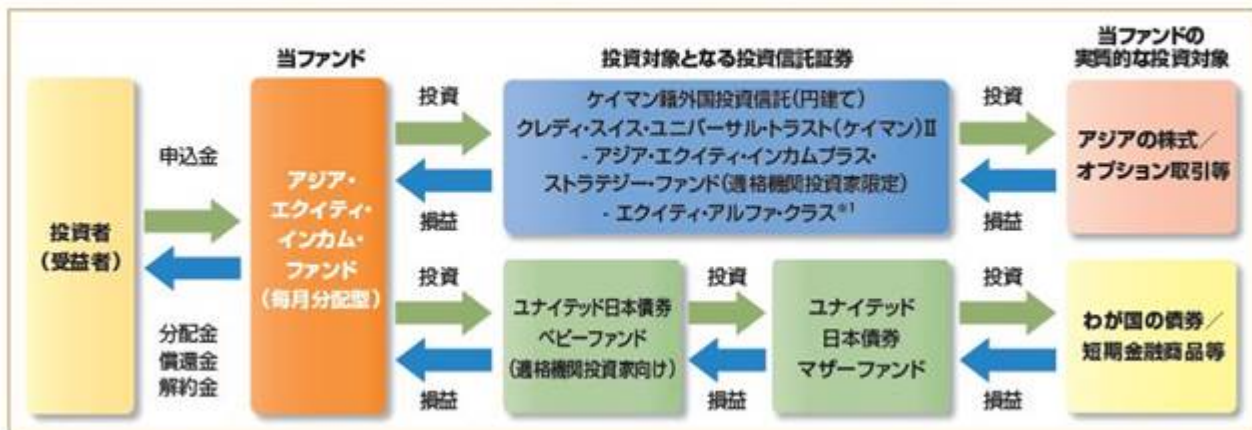 当ファンド
投資対象となる投資信託証券
当ファンドの
実質的な投資対象
投資者
(受益者)
申込金
分配金
償還金
解約金
アジア・
エクイティ・
インカム・
ファンド
(毎月分配型)
投資
損益
ケイマン籍外国投資信託(円建て)
クレディ・スイス・ユニバーサル・トラスト(ケイマン)Ⅱ
- アジア・エクイティ・インカムプラス・
ストラテジー・ファンド(適格機関投資家限定)
- エクイティ・アルファ・クラス※1
投資
損益
アジアの株式/
オプション取引等
投資
損益
ユナイテッド日本債券
ベビーファンド
(適格機関投資家向け)
投資
損益
ユナイテッド
日本債券
マザーファンド
投資
損益
わが国の債券/
短期金融商品等